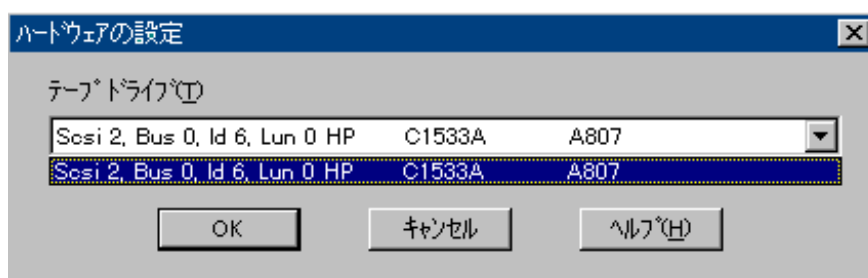 ﾊｰﾄﾞｳｪｱの設定
ﾃｰﾌﾟ ﾄﾞﾗｲﾌﾞ(T)
Scsi 2, Bus 0, Id 6, Lun 0 HP C1533A A807
Scsi 2, Bus 0, Id 6, Lun 0 HP C1533A A807
OK ｷｬﾝｾﾙ ﾍﾙﾌﾟ(H)